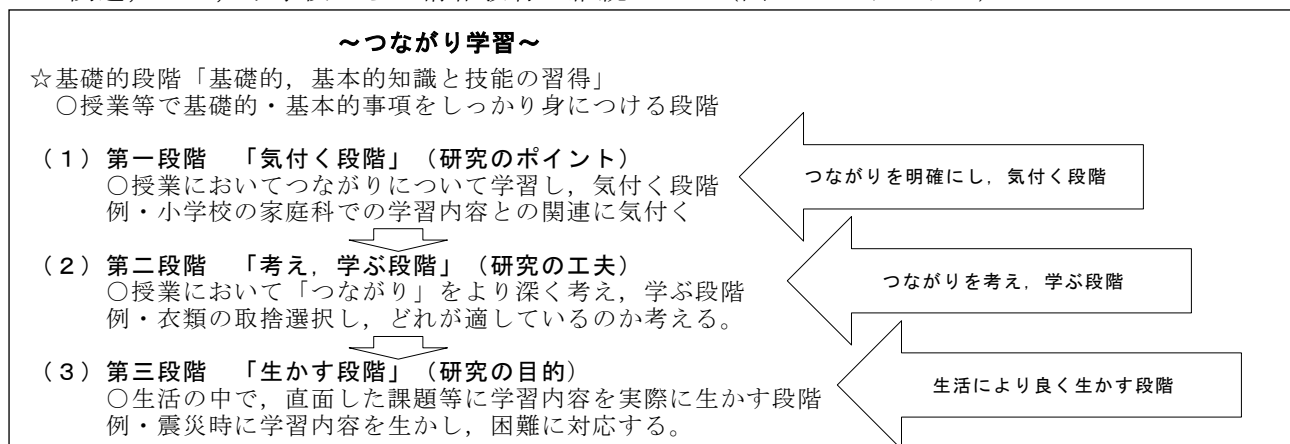 ～つながり学習～
☆基礎的段階「基礎的，基本的知識と技能の習得」
○授業等で基礎的・基本的事項をしっかり身につける段階
（１）第一段階　「気付く段階」（研究のポイント）
○授業においてつながりについて学習し，気付く段階
例・小学校の家庭科での学習内容との関連に気付く
つながりを明確にし，気付く段階
（２）第二段階　「考え，学ぶ段階」（研究の工夫）
○授業において「つながり」をより深く考え，学ぶ段階
例・衣類の取捨選択し，どれが適しているのか考える。
つながりを考え，学ぶ段階
（３）第三段階　「生かす段階」（研究の目的）
○生活の中で，直面した課題等に学習内容を実際に生かす段階
例・震災時に学習内容を生かし，困難に対応する。
生活により良く生かす段階